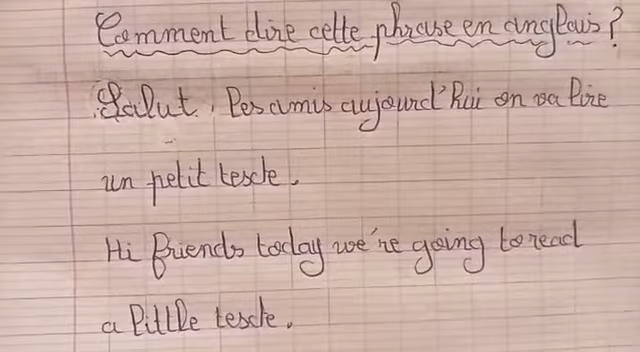 Comment dire cette phrase en anglais?
Salut. les amis aujourd'hui on va lire
un petit texte.
Hi friends today we're going to read
a little texte.